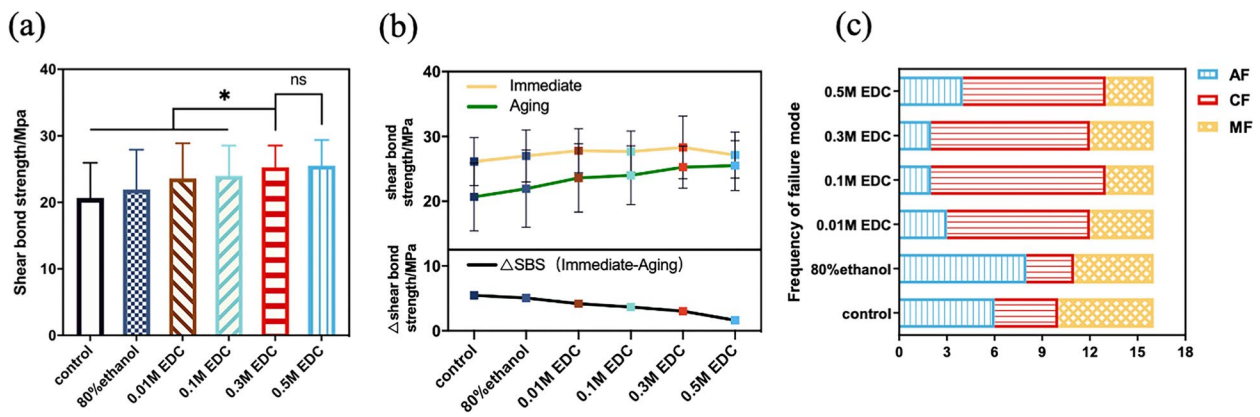 (a)
Shear bond strength/Mpa
40
30
20
10
0
*
ns
control
80%ethanol
0.01M EDC
0.1M EDC
0.3M EDC
0.5M EDC
(b)
shear bond
strength/MPa
40
30
20
Immediate
Aging
△shear bond
strength/MPa
10
0
△SBS (Immediate-Aging)
control
80%ethanol
0.01M EDC
0.1M EDC
0.3M EDC
0.5M EDC
(c)
Frequency of failure mode
0.5M EDC
0.3M EDC
0.1M EDC
0.01M EDC
80%ethanol
control
0 3 6 9 12 15 18
AF
CF
MF